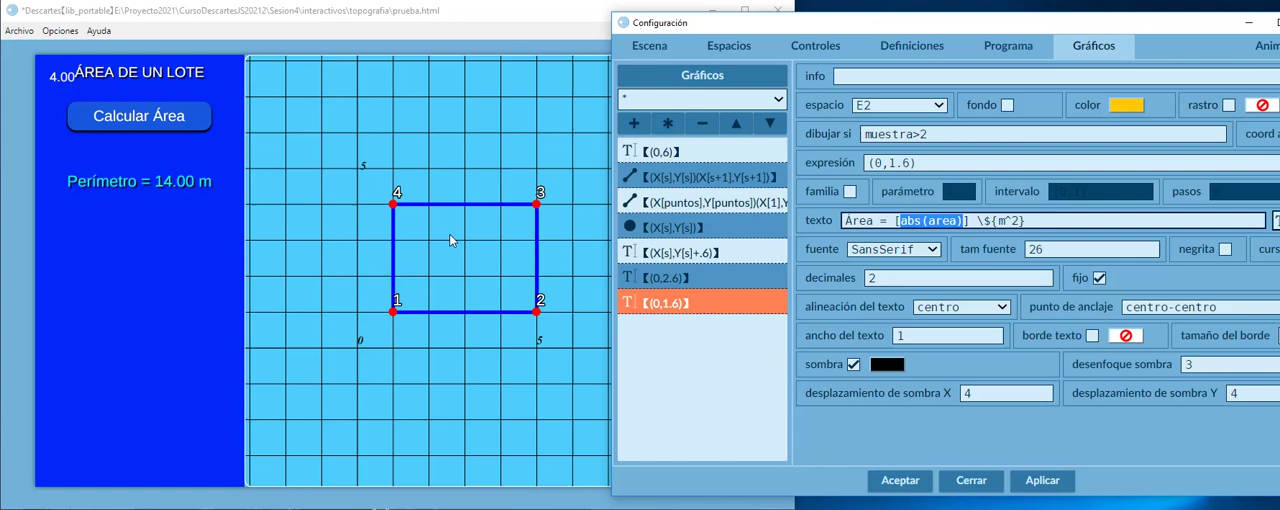 *Descartes【lib_portable】E:\Proyecto2021\CursoDescartesJS20212\Sesion4\interactivos\topografia\prueba.html
Archivo Opciones Ayuda
4.00ÁREA DE UN LOTE
Calcular Área
Perímetro = 14.00 m
5
4 3
1 2
0 5
Configuración
Escena Espacios Controles Definiciones Programa Gráficos
Gráficos
*
+ * − ▲ ▼
T【(0,6)】
【(X[s],Y[s])(X[s+1],Y[s+1])】
【(X[puntos],Y[puntos])(X[1],Y
【(X[s],Y[s])】
T【(X[s],Y[s]+.6)】
T【(0,2.6)】
T【(0,1.6)】
info
espacio E2 fondo color rastro
dibujar si muestra>2 coord a
expresión (0,1.6)
familia parámetro intervalo pasos
texto Área = [abs(area)] \${m^2}
fuente SansSerif tam fuente 26 negrita curs
decimales 2 fijo
alineación del texto centro punto de anclaje centro-centro
ancho del texto 1 borde texto tamaño del borde
sombra desenfoque sombra 3
desplazamiento de sombra X 4 desplazamiento de sombra Y 4
Aceptar Cerrar Aplicar